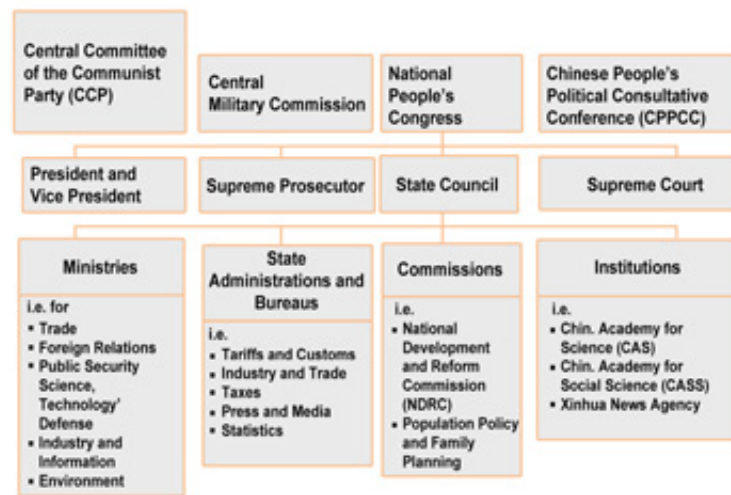 Central Committee
of the Communist
Party (CCP)
Central
Military Commission
National
People's
Congress
Chinese People's
Political Consultative
Conference (CPPCC)
President and
Vice President
Supreme Prosecutor
State Council
Supreme Court
Ministries
i.e. for
▪ Trade
▪ Foreign Relations
▪ Public Security
Science,
Technology'
Defense
▪ Industry and
Information
▪ Environment
State
Administrations and
Bureaus
i.e.
▪ Tariffs and Customs
▪ Industry and Trade
▪ Taxes
▪ Press and Media
▪ Statistics
Commissions
i.e.
▪ National
Development
and Reform
Commission
(NDRC)
▪ Population Policy
and Family
Planning
Institutions
i.e.
▪ Chin. Academy for
Science (CAS)
▪ Chin. Academy for
Social Science (CASS)
▪ Xinhua News Agency